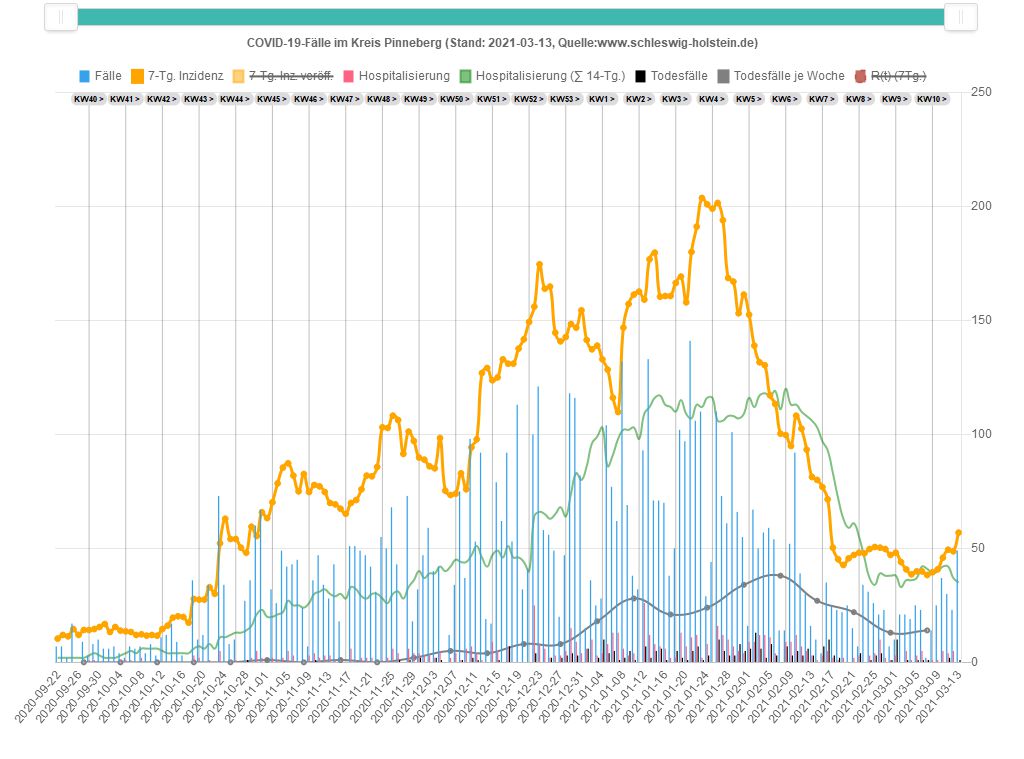 COVID-19-Fälle im Kreis Pinneberg (Stand: 2021-03-13, Quelle:www.schleswig-holstein.de)
Fälle 7-Tg. Inzidenz 7-Tg. Inz. veröff. Hospitalisierung Hospitalisierung (∑ 14-Tg.) Todesfälle Todesfälle je Woche R(t) (7Tg.)
KW40 > KW41 > KW42 > KW43 > KW44 > KW45 > KW46 > KW47 > KW48 > KW49 > KW50 > KW51 > KW52 > KW53 > KW1 > KW2 > KW3 > KW4 > KW5 > KW6 > KW7 > KW8 > KW9 > KW10 >
250
200
150
100
50
0
2020-09-22 2020-09-26 2020-09-30 2020-10-04 2020-10-08 2020-10-12 2020-10-16 2020-10-20 2020-10-24 2020-10-28 2020-11-01 2020-11-05 2020-11-09 2020-11-13 2020-11-17 2020-11-21 2020-11-25 2020-11-29 2020-12-03 2020-12-07 2020-12-11 2020-12-15 2020-12-19 2020-12-23 2020-12-27 2020-12-31 2021-01-04 2021-01-08 2021-01-12 2021-01-16 2021-01-20 2021-01-24 2021-01-28 2021-02-01 2021-02-05 2021-02-09 2021-02-13 2021-02-17 2021-02-21 2021-02-25 2021-03-01 2021-03-05 2021-03-09 2021-03-13